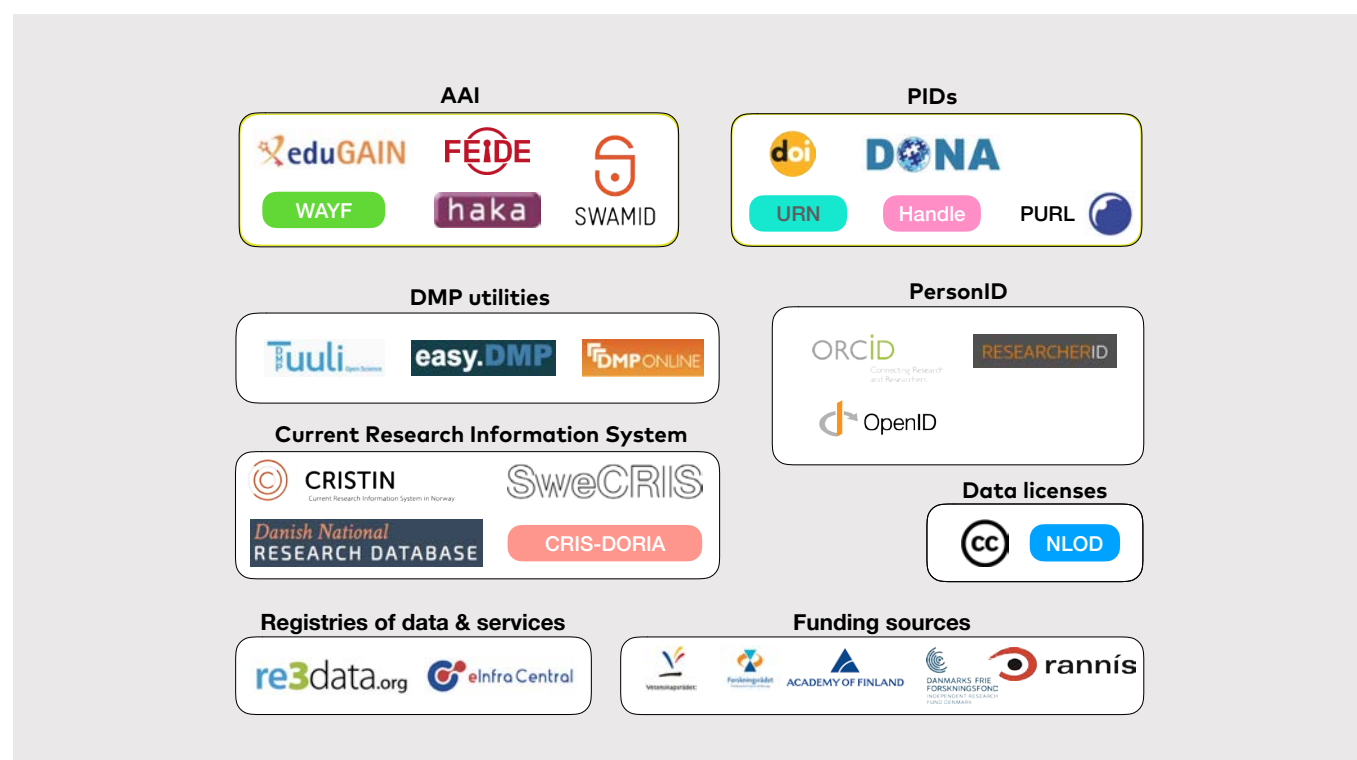 AAI
eduGAIN
FEIDE
SWAMID
WAYF
haka
PIDs
doi
DONA
URN
Handle
PURL
DMP utilities
DMP Tuuli Open Science
easy.DMP
DMPONLINE
PersonID
ORCiD
Connecting Research
and Researchers
RESEARCHERID
OpenID
Current Research Information System
CRISTIN
Current Research Information System in Norway
SweCRIS
Danish National
RESEARCH DATABASE
CRIS-DORIA
Data licenses
cc
NLOD
Registries of data & services
re3data.org
eInfraCentral
Funding sources
Vetenskapsrådet
Forskningsrådet
ACADEMY OF FINLAND
DANMARKS FRIE
FORSKNINGSFOND
INDEPENDENT RESEARCH
FUND DENMARK
rannís